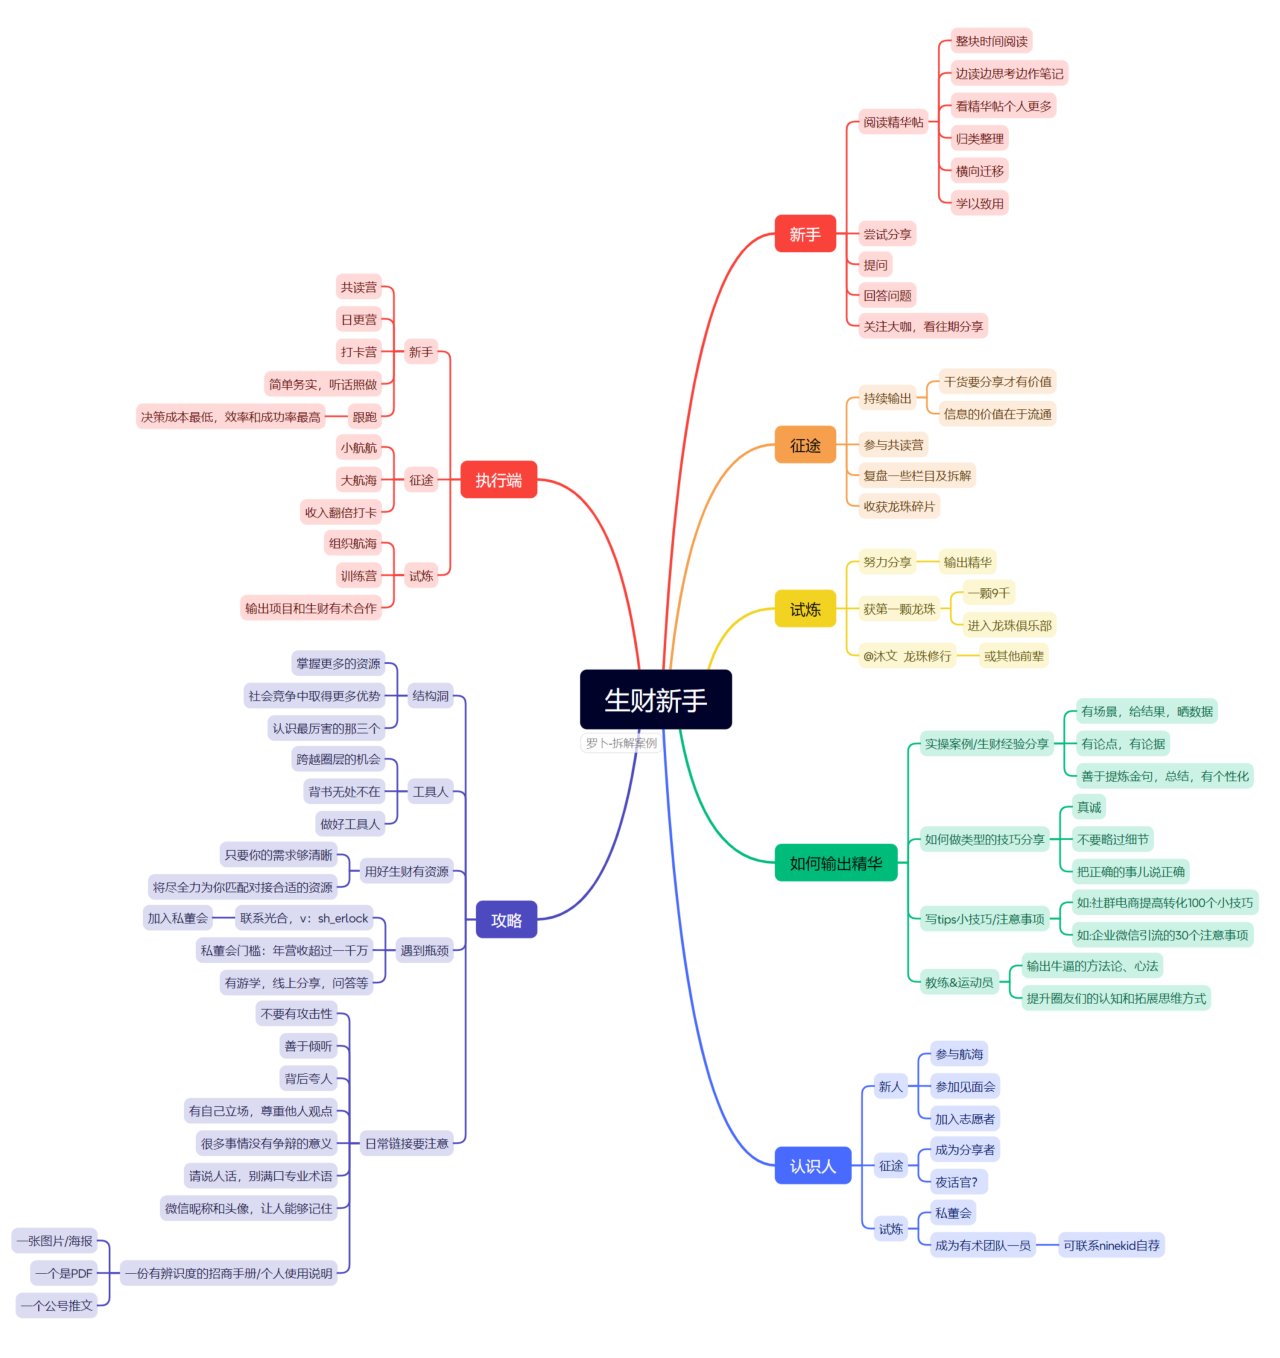 生财新手
罗卜-拆解案例
新手
阅读精华帖
整块时间阅读
边读边思考边作笔记
看精华帖个人更多
归类整理
横向迁移
学以致用
尝试分享
提问
回答问题
关注大咖，看往期分享
征途
持续输出
干货要分享才有价值
信息的价值在于流通
参与共读营
复盘一些栏目及拆解
收获龙珠碎片
试炼
努力分享
输出精华
获第一颗龙珠
一颗9千
进入龙珠俱乐部
@沐文 龙珠修行
或其他前辈
如何输出精华
实操案例/生财经验分享
有场景，给结果，晒数据
有论点，有论据
善于提炼金句，总结，有个性化
如何做类型的技巧分享
真诚
不要略过细节
把正确的事儿说正确
写tips小技巧/注意事项
如:社群电商提高转化100个小技巧
如:企业微信引流的30个注意事项
教练&运动员
输出牛逼的方法论、心法
提升圈友们的认知和拓展思维方式
认识人
新人
参与航海
参加见面会
加入志愿者
征途
成为分享者
夜话官？
试炼
私董会
成为有术团队一员
可联系ninekid自荐
执行端
新手
共读营
日更营
打卡营
简单务实，听话照做
跟跑
决策成本最低，效率和成功率最高
征途
小航航
大航海
收入翻倍打卡
试炼
组织航海
训练营
输出项目和生财有术合作
攻略
结构洞
掌握更多的资源
社会竞争中取得更多优势
认识最厉害的那三个
工具人
跨越圈层的机会
背书无处不在
做好工具人
用好生财有资源
只要你的需求够清晰
将尽全力为你匹配对接合适的资源
遇到瓶颈
联系光合，v：sh_erlock
加入私董会
私董会门槛：年营收超过一千万
有游学，线上分享，问答等
日常链接要注意
不要有攻击性
善于倾听
背后夸人
有自己立场，尊重他人观点
很多事情没有争辩的意义
请说人话，别满口专业术语
微信昵称和头像，让人能够记住
一份有辨识度的招商手册/个人使用说明
一张图片/海报
一个是PDF
一个公号推文